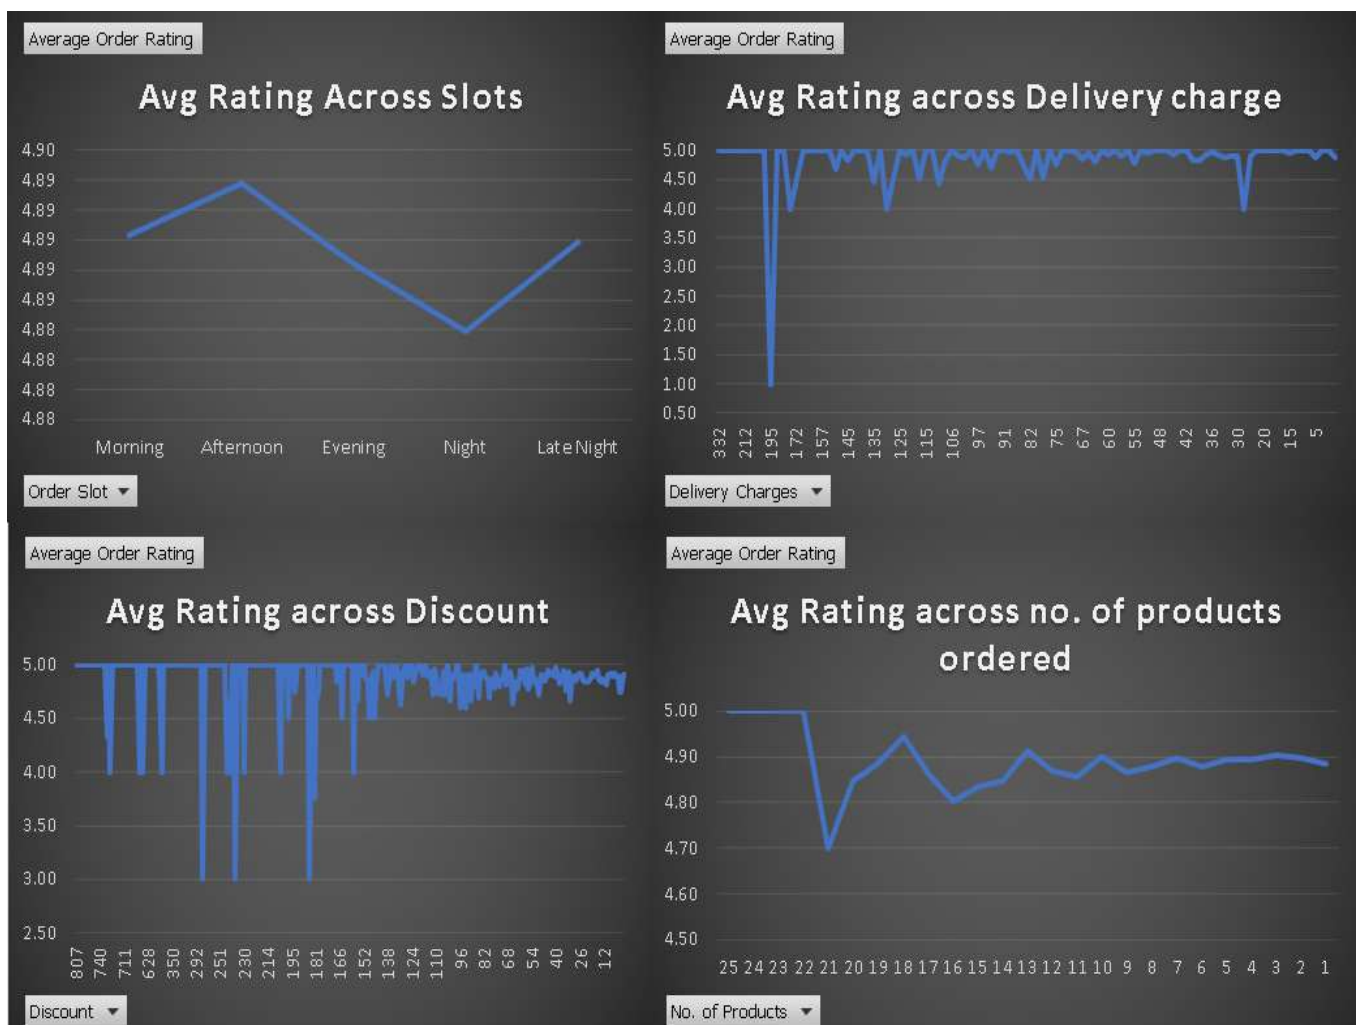 Average Order Rating
Avg Rating Across Slots
4.90
4.89
4.89
4.89
4.89
4.89
4.88
4.88
4.88
4.88
Morning Afternoon Evening Night Late Night
Order Slot
Average Order Rating
Avg Rating across Delivery charge
5.00
4.50
4.00
3.50
3.00
2.50
2.00
1.50
1.00
0.50
332 212 195 172 157 145 135 125 115 106 97 91 82 75 67 60 55 48 42 36 30 20 15 5
Delivery Charges
Average Order Rating
Avg Rating across Discount
5.00
4.50
4.00
3.50
3.00
2.50
807 740 711 628 350 292 251 230 214 195 181 166 152 138 124 110 96 82 68 54 40 26 12
Discount
Average Order Rating
Avg Rating across no. of products
ordered
5.00
4.90
4.80
4.70
4.60
4.50
25 24 23 22 21 20 19 18 17 16 15 14 13 12 11 10 9 8 7 6 5 4 3 2 1
No. of Products